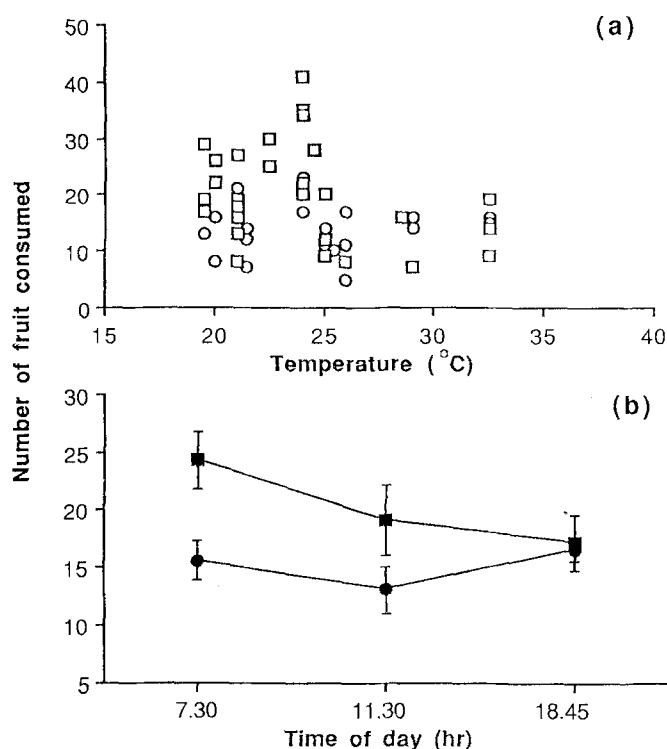 (a)
50
40
30
20
10
0
15 20 25 30 35 40
Temperature (°C)
Number of fruit consumed
(b)
30
25
20
15
10
5
7.30 11.30 18.45
Time of day (hr)